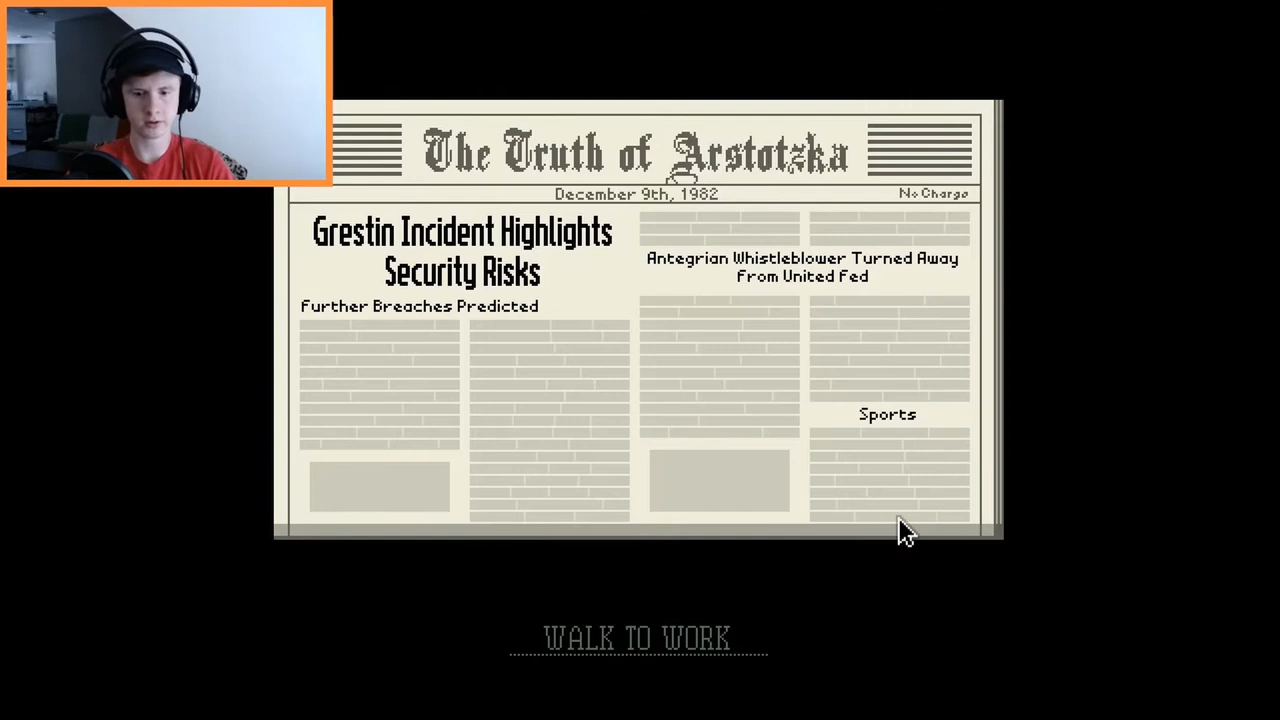 The Truth of Arstotzka
December 9th, 1982
No Charge
Grestin Incident Highlights
Security Risks
Further Breaches Predicted
Antegrian Whistleblower Turned Away
From United Fed
Sports
WALK TO WORK